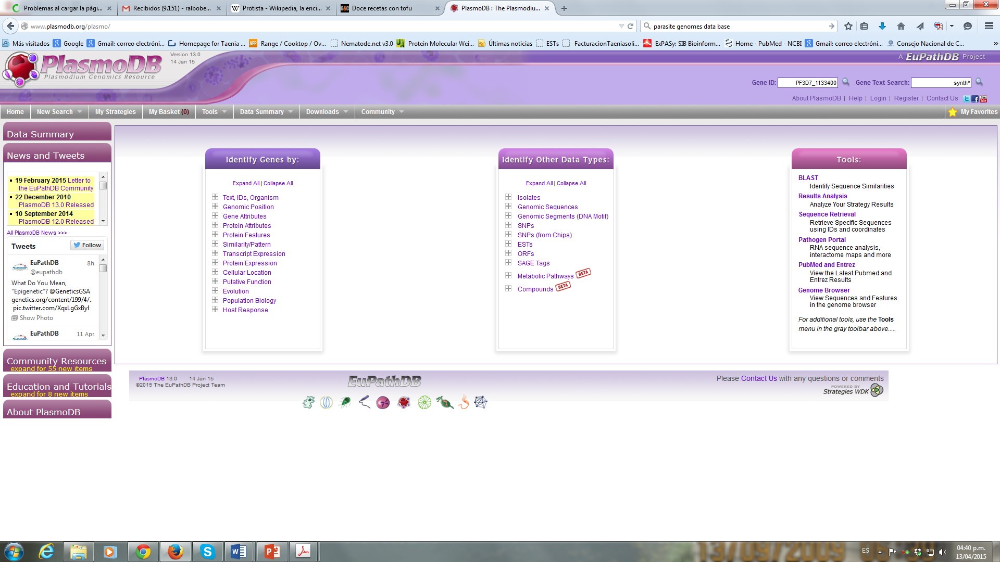 Problemas al cargar la pági...
Recibidos (9.151) - ralbobe...
Protista - Wikipedia, la enci...
Doce recetas con tofu
PlasmoDB : The Plasmodiu...
www.plasmodb.org/plasmo/
parasite genomes data base
Más visitados
Google
Gmail: correo electróni...
Homepage for Taenia ...
Range / Cooktop / Ov...
Nematode.net v3.0
Protein Molecular Wei...
Últimas noticias
ESTs
FacturacionTaeniasoli...
ExPASy: SIB Bioinform...
Home - PubMed - NCBI
Gmail: correo electróni...
Consejo Nacional de C...
PlasmoDB
Plasmodium Genomics Resource
Version 13.0
14 Jan 15
A EuPathDB Project
Gene ID: PF3D7_1133400
Gene Text Search: synth*
About PlasmoDB | Help | Login | Register | Contact Us
You Tube
Home
New Search
My Strategies
My Basket (0)
Tools
Data Summary
Downloads
Community
My Favorites
Data Summary
News and Tweets
19 February 2015 Letter to
the EuPathDB Community
22 December 2010
PlasmoDB 13.0 Released
10 September 2014
PlasmoDB 12.0 Released
All PlasmoDB News >>>
Tweets
Follow
EuPathDB 8h
@eupathdb
What Do You Mean,
“Epigenetic”? @GeneticsGSA
genetics.org/content/199/4/.
pic.twitter.com/XqxLgGxByl
Show Photo
EuPathDB 11 Apr
Community Resources
expand for 55 new items
Education and Tutorials
expand for 8 new items
About PlasmoDB
Identify Genes by:
Expand All | Collapse All
Text, IDs, Organism
Genomic Position
Gene Attributes
Protein Attributes
Protein Features
Similarity/Pattern
Transcript Expression
Protein Expression
Cellular Location
Putative Function
Evolution
Population Biology
Host Response
Identify Other Data Types:
Expand All | Collapse All
Isolates
Genomic Sequences
Genomic Segments (DNA Motif)
SNPs
SNPs (from Chips)
ESTs
ORFs
SAGE Tags
Metabolic Pathways BETA
Compounds BETA
Tools:
BLAST
Identify Sequence Similarities
Results Analysis
Analyze Your Strategy Results
Sequence Retrieval
Retrieve Specific Sequences
using IDs and coordinates
Pathogen Portal
RNA sequence analysis,
interactome maps and more
PubMed and Entrez
View the Latest Pubmed and
Entrez Results
Genome Browser
View Sequences and Features
in the genome browser
For additional tools, use the Tools
menu in the gray toolbar above.....
PlasmoDB 13.0 14 Jan 15
©2015 The EuPathDB Project Team
EuPathDB
Please Contact Us with any questions or comments
POWERED BY
Strategies WDK
13/09/2009
ES
04:40 p.m.
13/04/2015